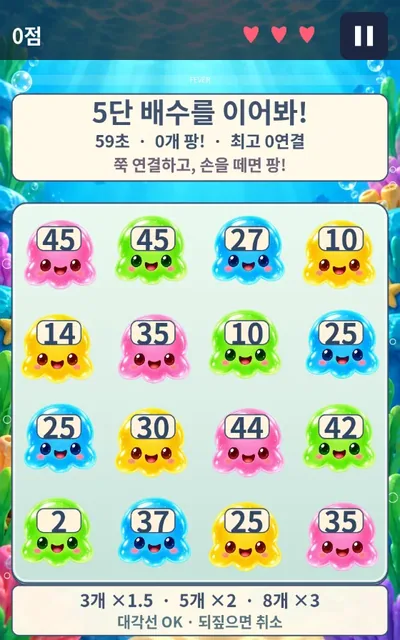 0점
FEVER
5단 배수를 이어봐!
59초 · 0개 팡! · 최고 0연결
쭉 연결하고, 손을 떼면 팡!
45 45 27 10
14 35 10 25
25 30 44 42
2 37 25 35
3개 ×1.5 · 5개 ×2 · 8개 ×3
대각선 OK · 되짚으면 취소